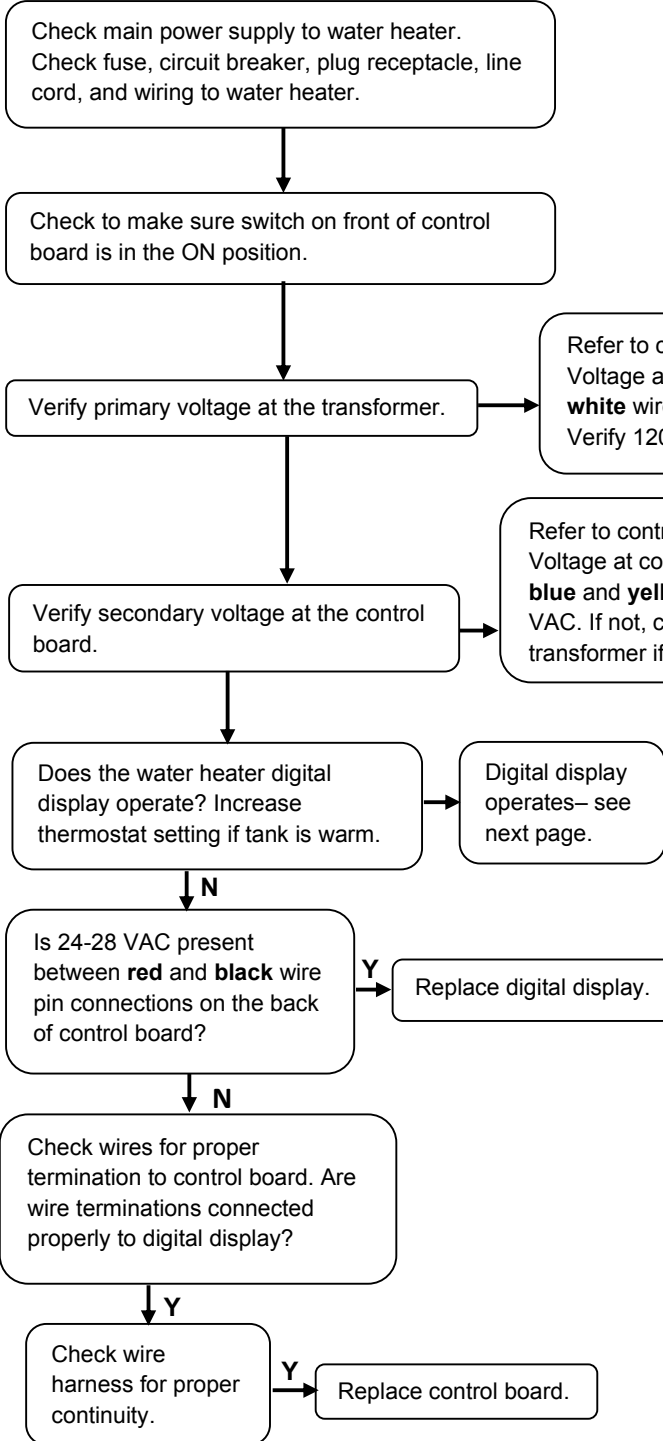 Check main power supply to water heater.
Check fuse, circuit breaker, plug receptacle, line
cord, and wiring to water heater.
Check to make sure switch on front of control
board is in the ON position.
Verify primary voltage at the transformer.
Refer to
Voltage
white
Verify
Verify secondary voltage at the control
board.
Refer to
Voltage at
blue and
VAC. If not,
transformer
Does the water heater digital
display operate? Increase
thermostat setting if tank is warm.
Digital display
operates– see
next page.
N
Is 24-28 VAC present
between red and black wire
pin connections on the back
of control board?
Y
Replace digital display.
N
Check wires for proper
termination to control board. Are
wire terminations connected
properly to digital display?
Y
Check wire
harness for proper
continuity.
Y
Replace control board.